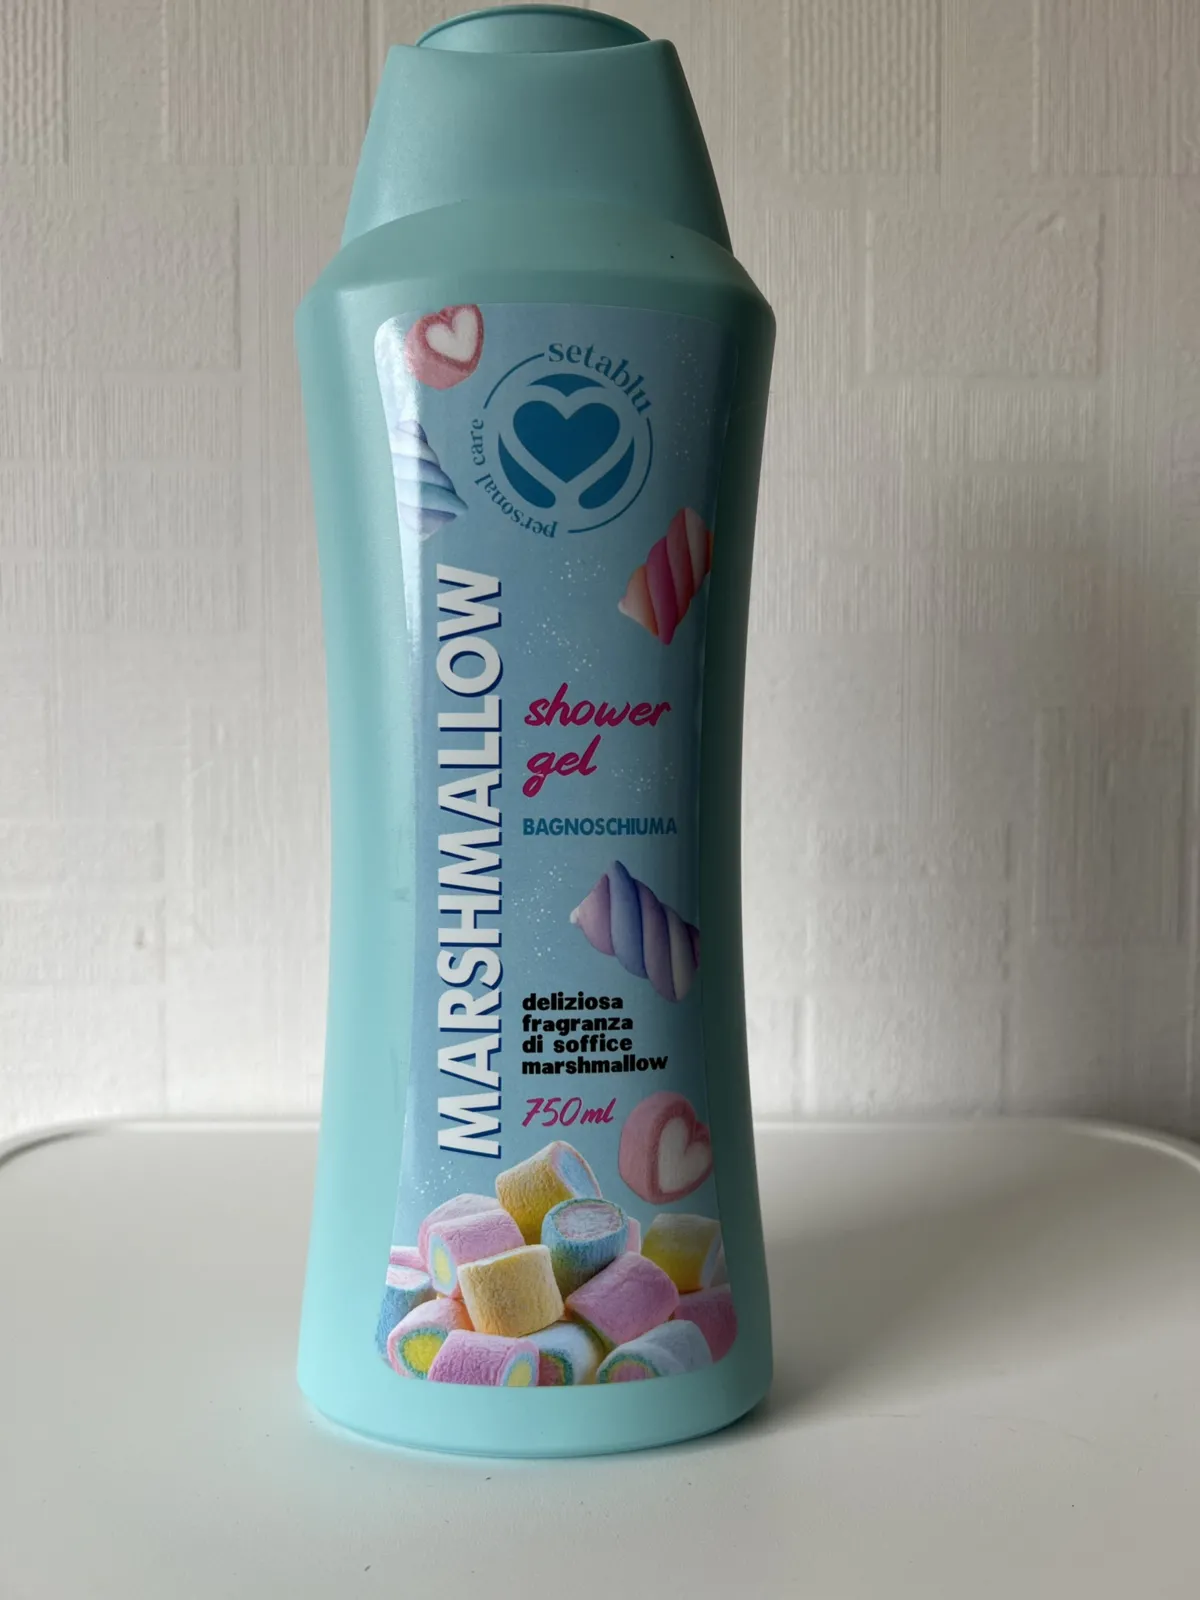 setablu
personal care
MARSHMALLOW
shower
gel
BAGNOSCHIUMA
deliziosa
fragranza
di soffice
marshmallow
750ml